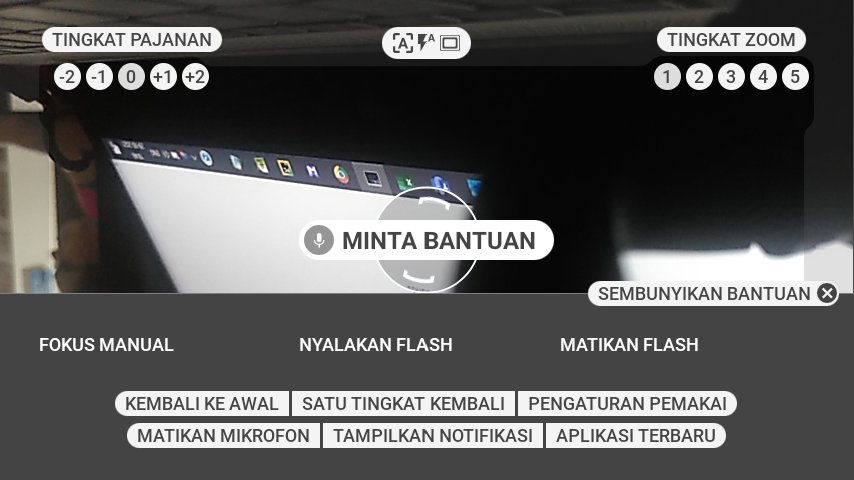 TINGKAT PAJANAN
TINGKAT ZOOM
-2 -1 0 +1 +2
1 2 3 4 5
MINTA BANTUAN
SEMBUNYIKAN BANTUAN
FOKUS MANUAL
NYALAKAN FLASH
MATIKAN FLASH
KEMBALI KE AWAL
SATU TINGKAT KEMBALI
PENGATURAN PEMAKAI
MATIKAN MIKROFON
TAMPILKAN NOTIFIKASI
APLIKASI TERBARU